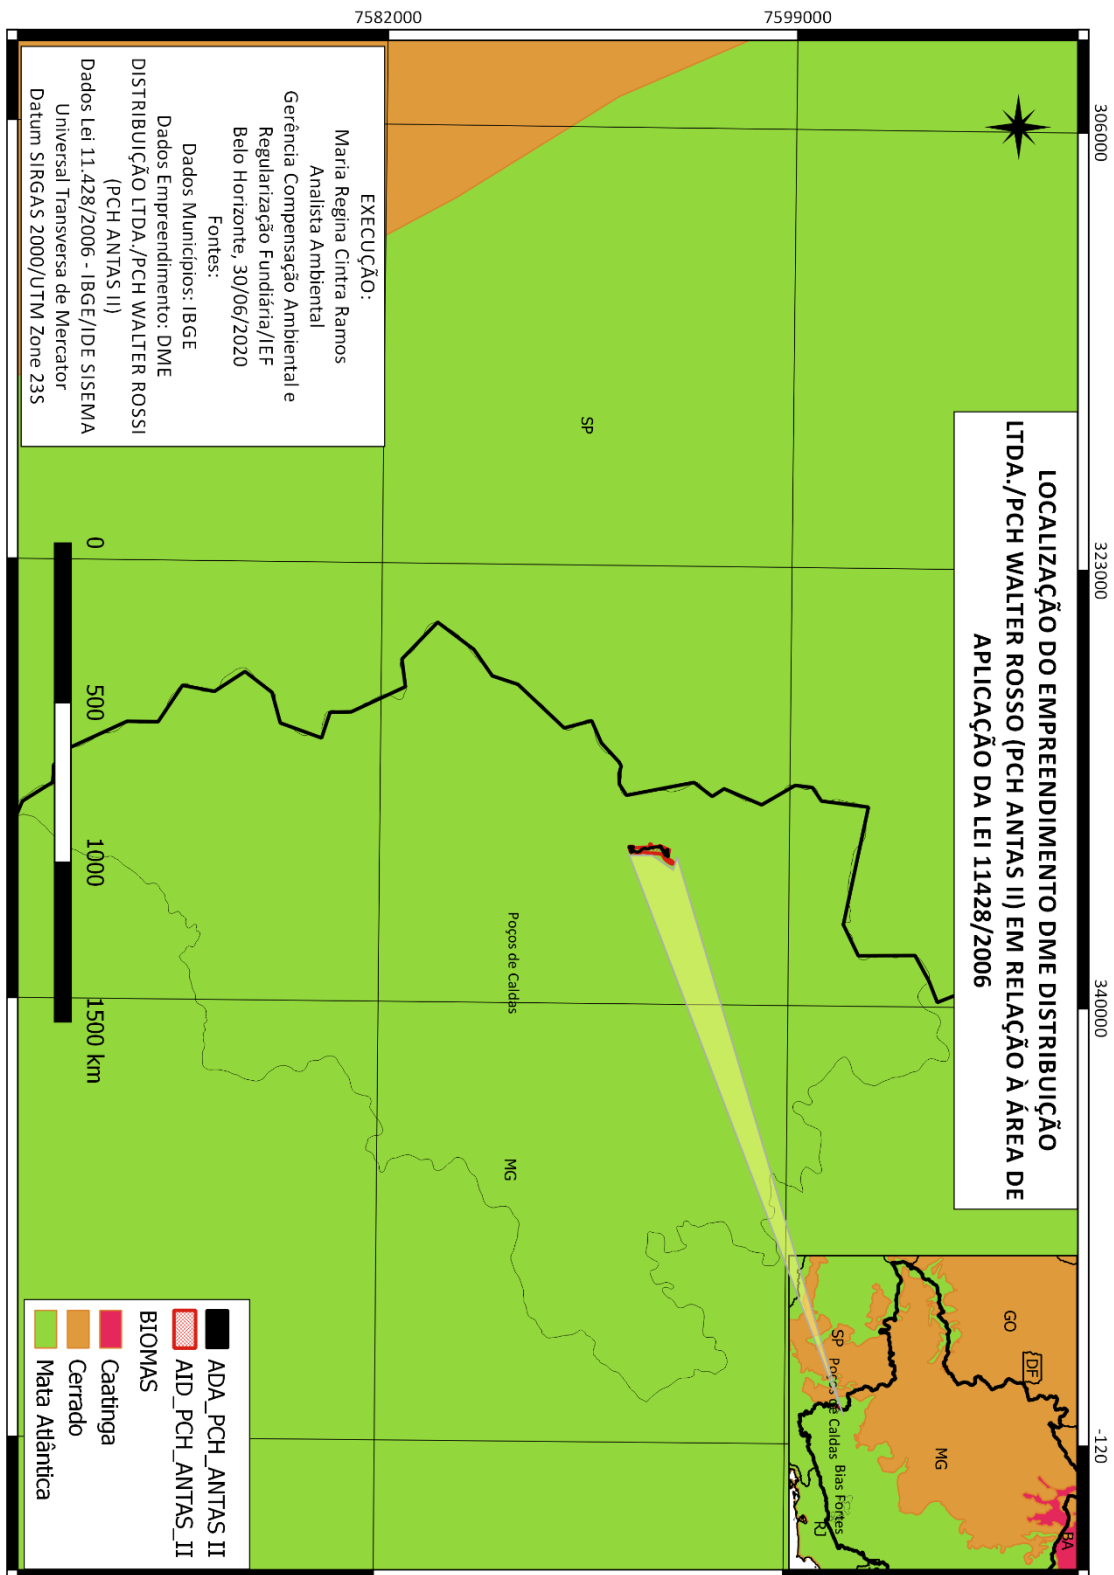 LOCALIZAÇÃO DO EMPREENDIMENTO DME DISTRIBUIÇÃO
LTDA./PCH WALTER ROSSO (PCH ANTAS II) EM RELAÇÃO À ÁREA DE
APLICAÇÃO DA LEI 11428/2006
306000
323000
340000
-120
7599000
7582000
GO
DF
MG
BA
SP
Poços de Caldas
Bias Fortes
RJ
SP
Poços de Caldas
MG
EXECUÇÃO:
Maria Regina Cintra Ramos
Analista Ambiental
Gerência Compensação Ambiental e
Regularização Fundiária/IEF
Belo Horizonte, 30/06/2020
Fontes:
Dados Municípios: IBGE
Dados Empreendimento: DME
DISTRIBUIÇÃO LTDA./PCH WALTER ROSSI
(PCH ANTAS II)
Dados Lei 11.428/2006 - IBGE/IDE SISEMA
Universal Transversa de Mercator
Datum SIRGAS 2000/UTM Zone 23S
0
500
1000
1500 km
ADA_PCH_ANTAS II
AID_PCH_ANTAS_II
BIOMAS
Caatinga
Cerrado
Mata Atlântica